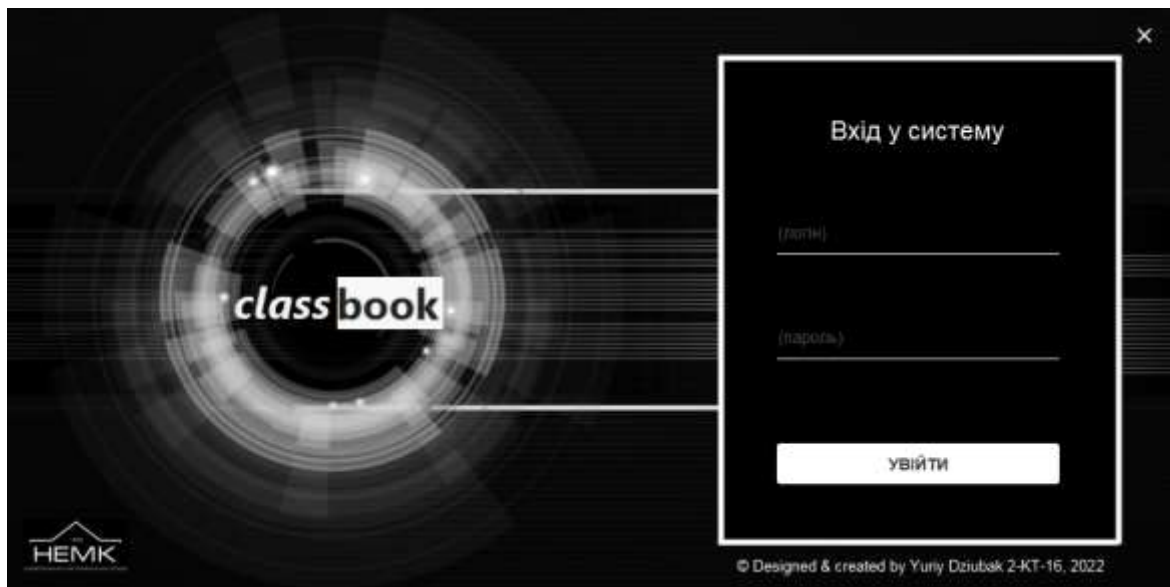 ×
Вхід у систему
(логін)
class book
(пароль)
УВІЙТИ
НЕМК
© Designed & created by Yuriy Dziubak 2-KT-16, 2022